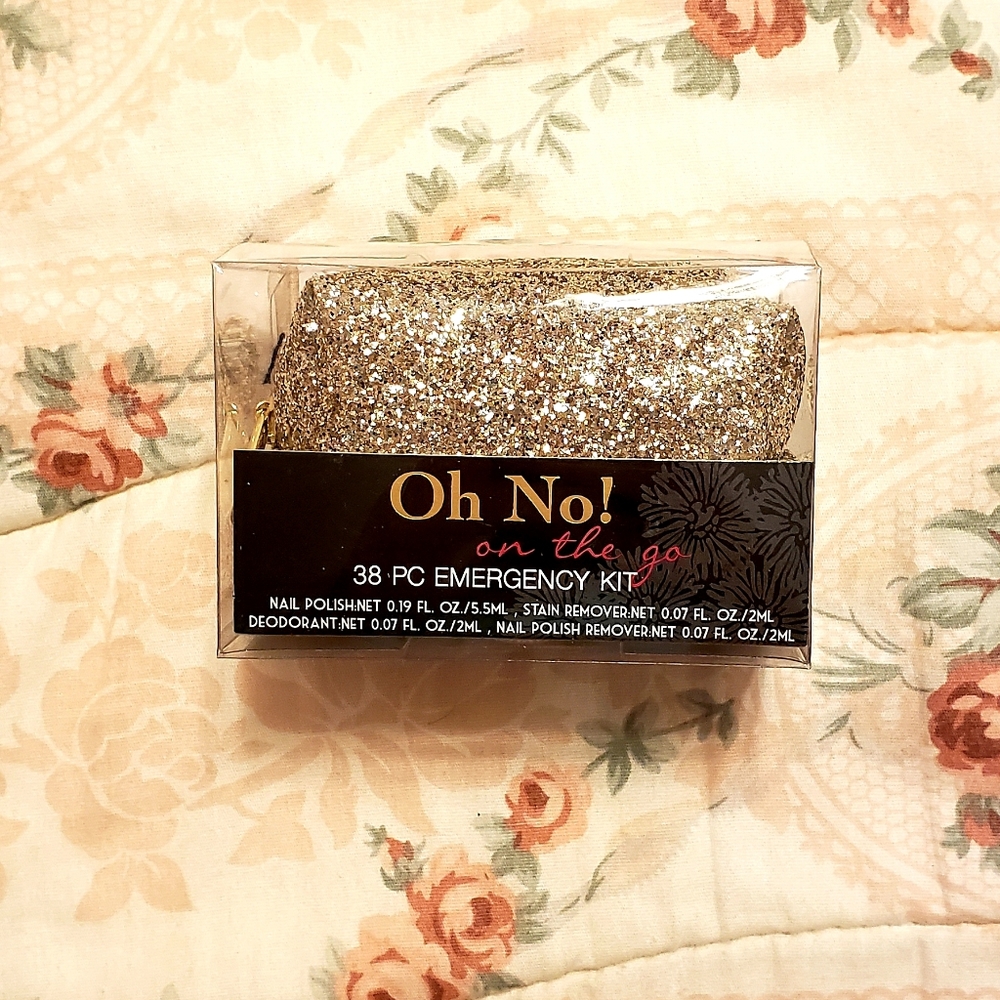 Oh No!
on the go
38 PC EMERGENCY KIT
NAIL POLISH:NET 0.19 FL. OZ./5.5ML , STAIN REMOVER:NET 0.07 FL. OZ./2ML
DEODORANT:NET 0.07 FL. OZ./2ML , NAIL POLISH REMOVER:NET 0.07 FL. OZ./2ML